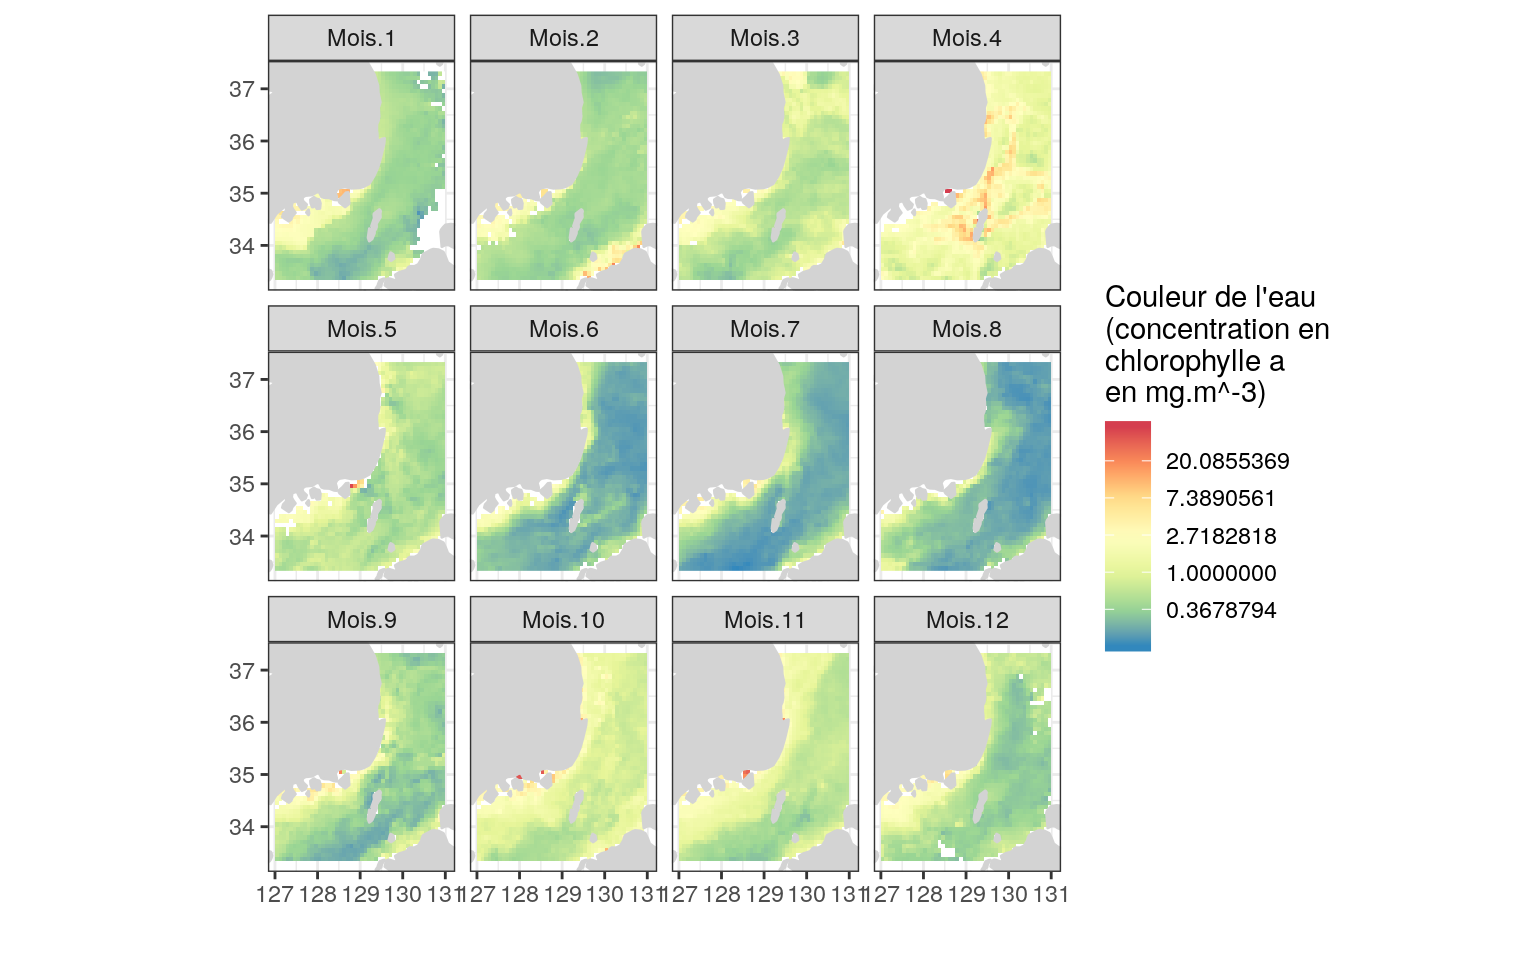 Mois.1 Mois.2 Mois.3 Mois.4
37
36
35
34
Mois.5 Mois.6 Mois.7 Mois.8
37
36
35
34
Mois.9 Mois.10 Mois.11 Mois.12
37
36
35
34
127 128 129 130 131 127 128 129 130 131 127 128 129 130 131 127 128 129 130 131
Couleur de l'eau
(concentration en
chlorophylle a
en mg.m^-3)
20.0855369
7.3890561
2.7182818
1.0000000
0.3678794